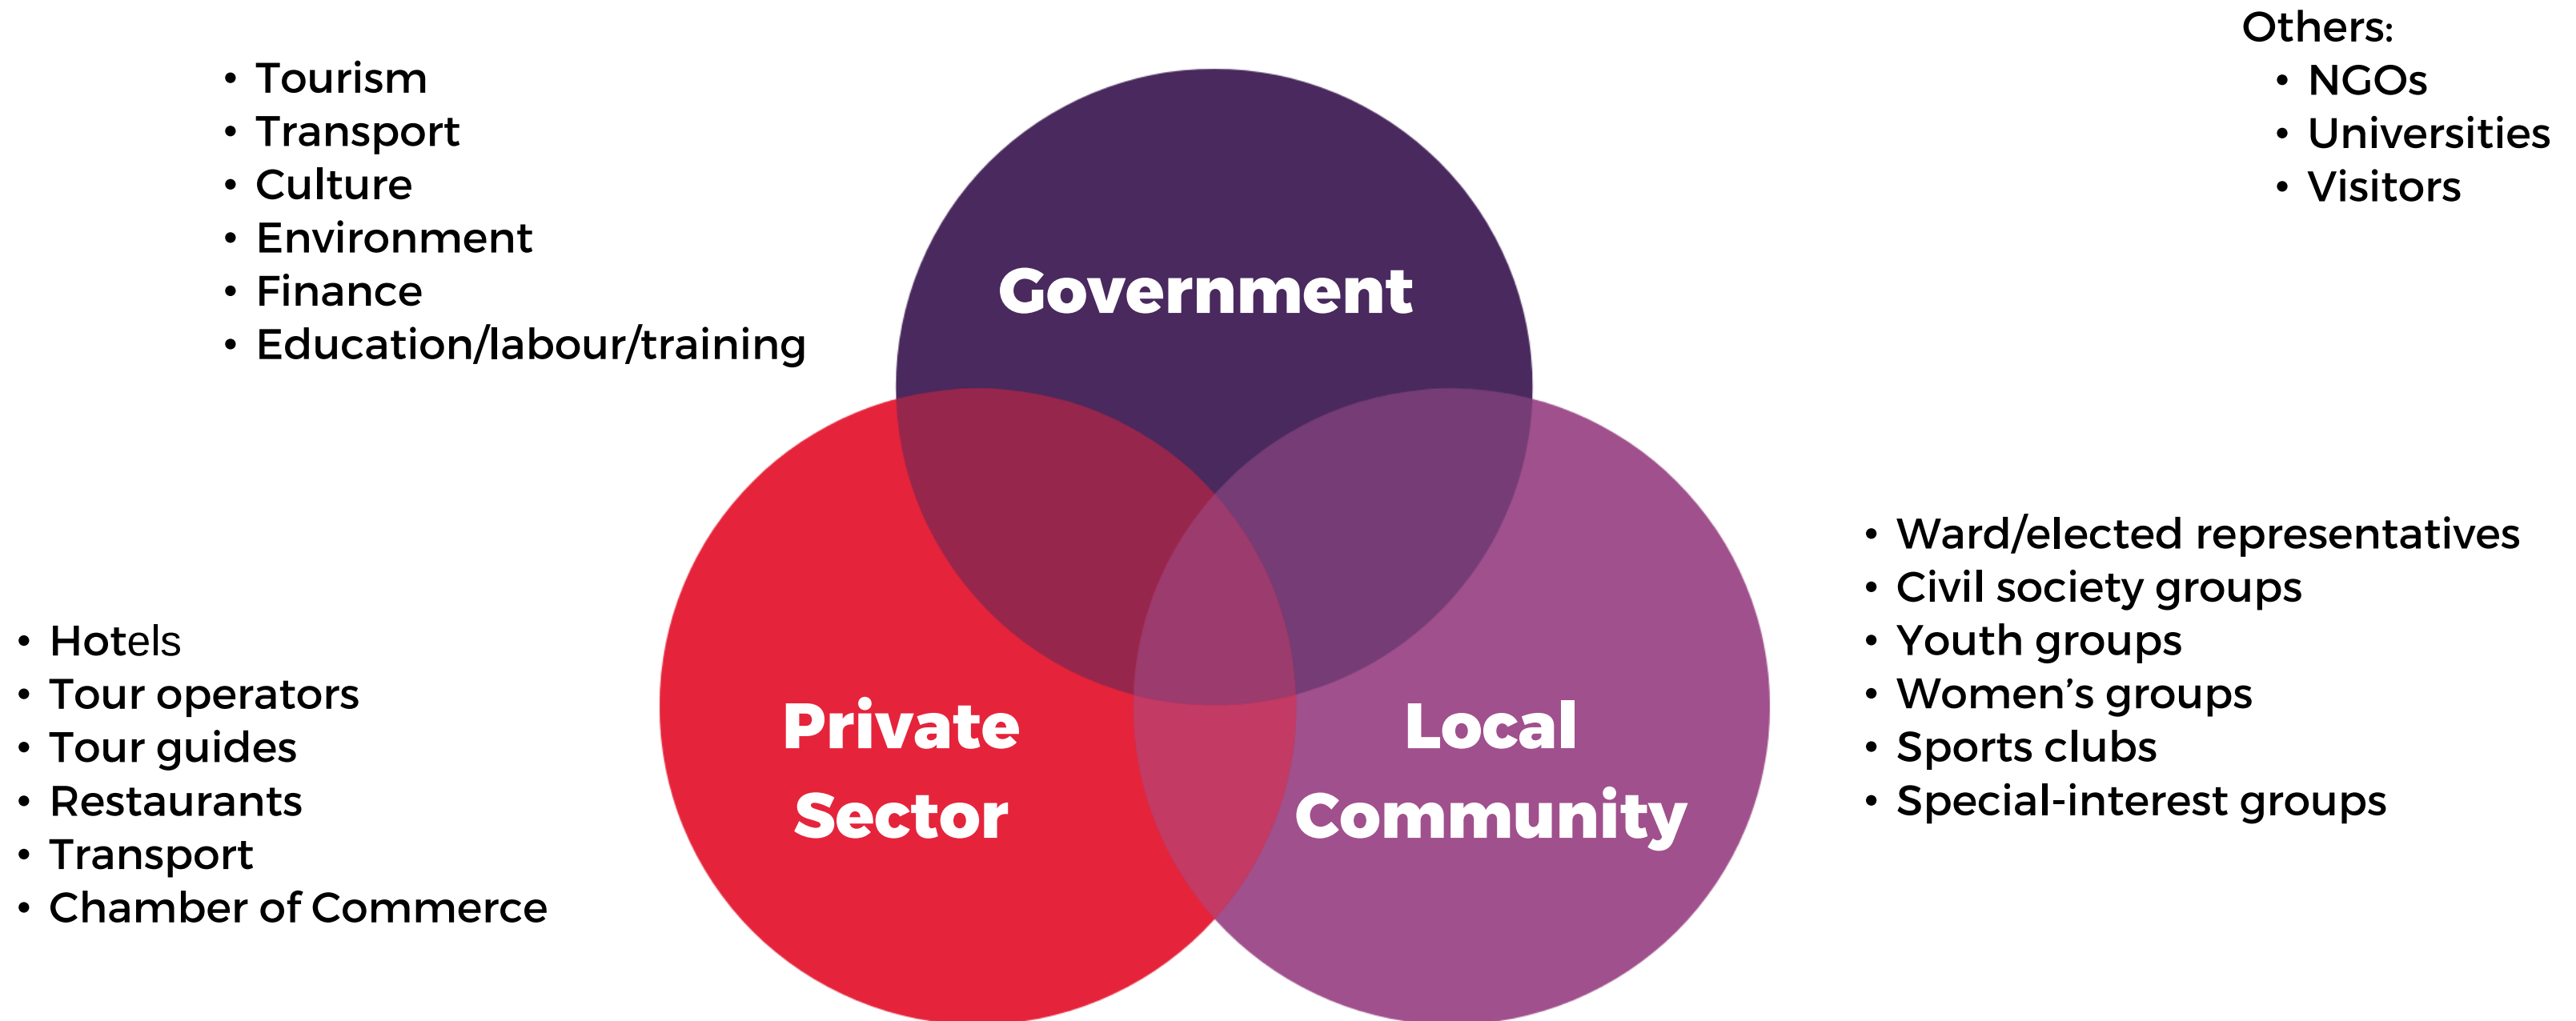 • Tourism
• Transport
• Culture
• Environment
• Finance
• Education/labour/training
Others:
• NGOs
• Universities
• Visitors
Government
• Hotels
• Tour operators
• Tour guides
• Restaurants
• Transport
• Chamber of Commerce
Private
Sector
Local
Community
• Ward/elected representatives
• Civil society groups
• Youth groups
• Women’s groups
• Sports clubs
• Special-interest groups